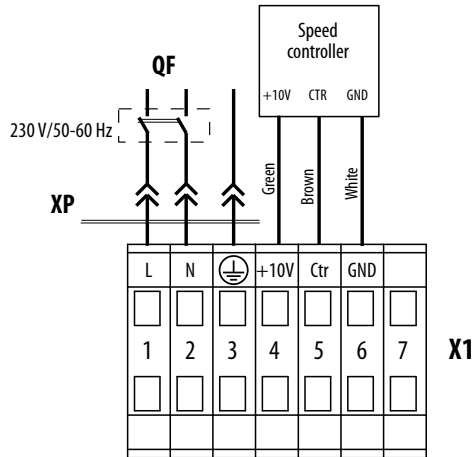 Speed
controller
QF
+10V CTR GND
230 V/50-60 Hz
Green
Brown
White
XP
L N +10V Ctr GND
1 2 3 4 5 6 7
X1